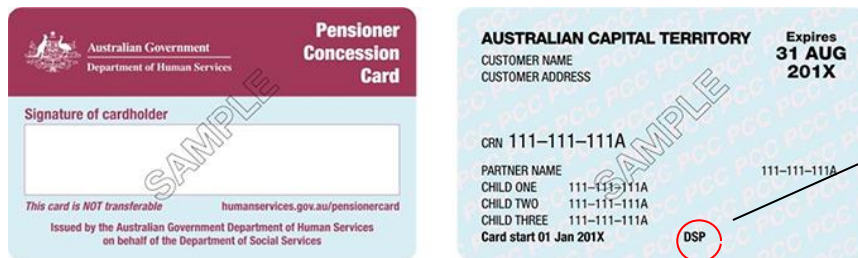 Australian Government
Department of Human Services
Pensioner
Concession
Card
Signature of cardholder
SAMPLE
This card is NOT transferable humanservices.gov.au/pensionercard
Issued by the Australian Government Department of Human Services
on behalf of the Department of Social Services
AUSTRALIAN CAPITAL TERRITORY
Expires
31 AUG
201X
CUSTOMER NAME
CUSTOMER ADDRESS
SAMPLE
CRN 111-111-111A
PARTNER NAME 111-111-111A
CHILD ONE 111-111-111A
CHILD TWO 111-111-111A
CHILD THREE 111-111-111A
Card start 01 Jan 201X DSP
PCC PCC PCC PCC